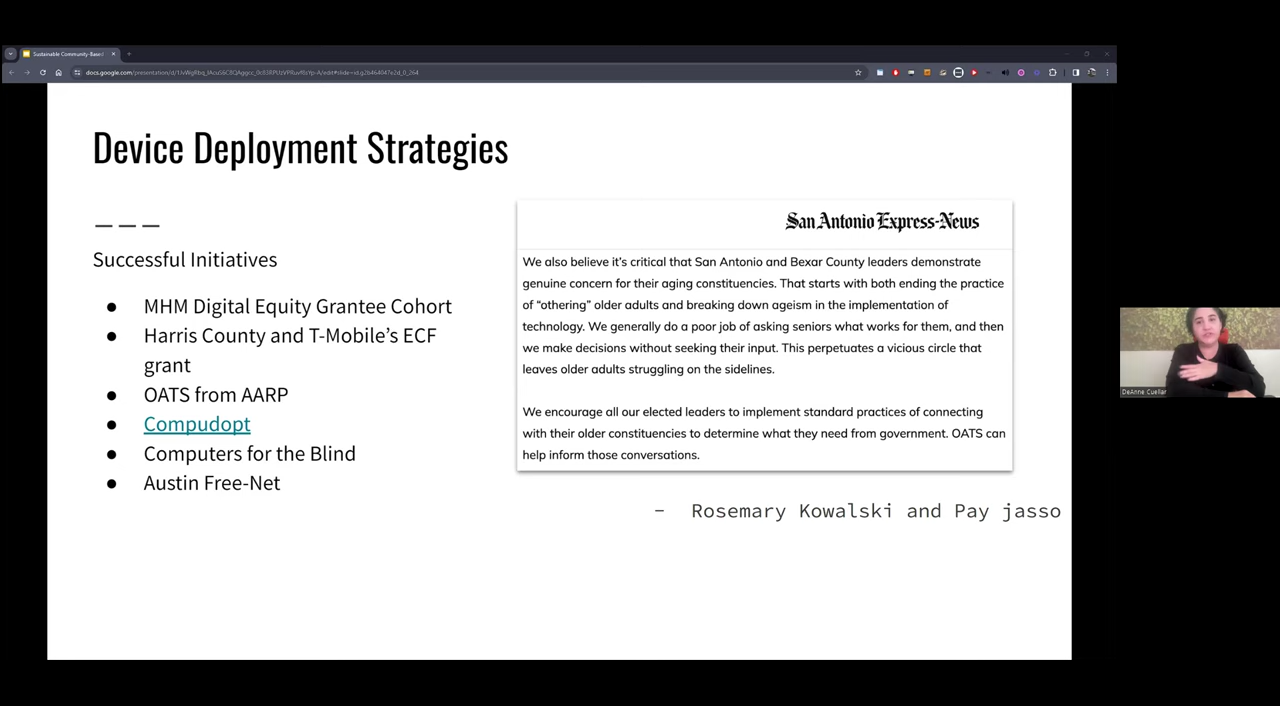 Sustainable Community-Based
Device Deployment Strategies
Successful Initiatives
● MHM Digital Equity Grantee Cohort
● Harris County and T-Mobile's ECF
grant
● OATS from AARP
● Compudopt
● Computers for the Blind
● Austin Free-Net
San Antonio Express-News
We also believe it's critical that San Antonio and Bexar County leaders demonstrate
genuine concern for their aging constituencies. That starts with both ending the practice
of “othering” older adults and breaking down ageism in the implementation of
technology. We generally do a poor job of asking seniors what works for them, and then
we make decisions without seeking their input. This perpetuates a vicious circle that
leaves older adults struggling on the sidelines.
We encourage all our elected leaders to implement standard practices of connecting
with their older constituencies to determine what they need from government. OATS can
help inform those conversations.
- Rosemary Kowalski and Pay jasso
DeAnne.Cuellar